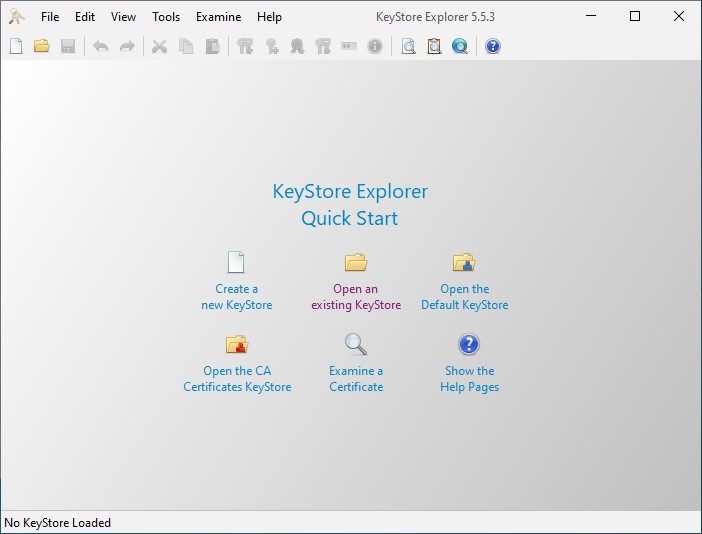 File Edit View Tools Examine Help KeyStore Explorer 5.5.3
KeyStore Explorer
Quick Start
Create a
new KeyStore
Open an
existing KeyStore
Open the
Default KeyStore
Open the CA
Certificates KeyStore
Examine a
Certificate
Show the
Help Pages
No KeyStore Loaded